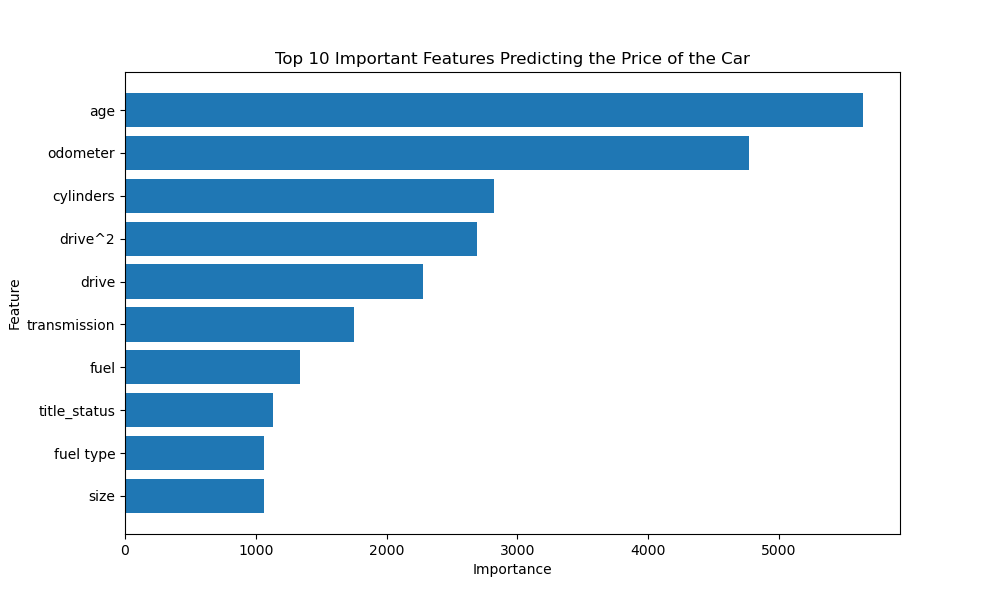 Top 10 Important Features Predicting the Price of the Car
age
odometer
cylinders
drive^2
drive
transmission
fuel
title_status
fuel type
size
Feature
0 1000 2000 3000 4000 5000
Importance